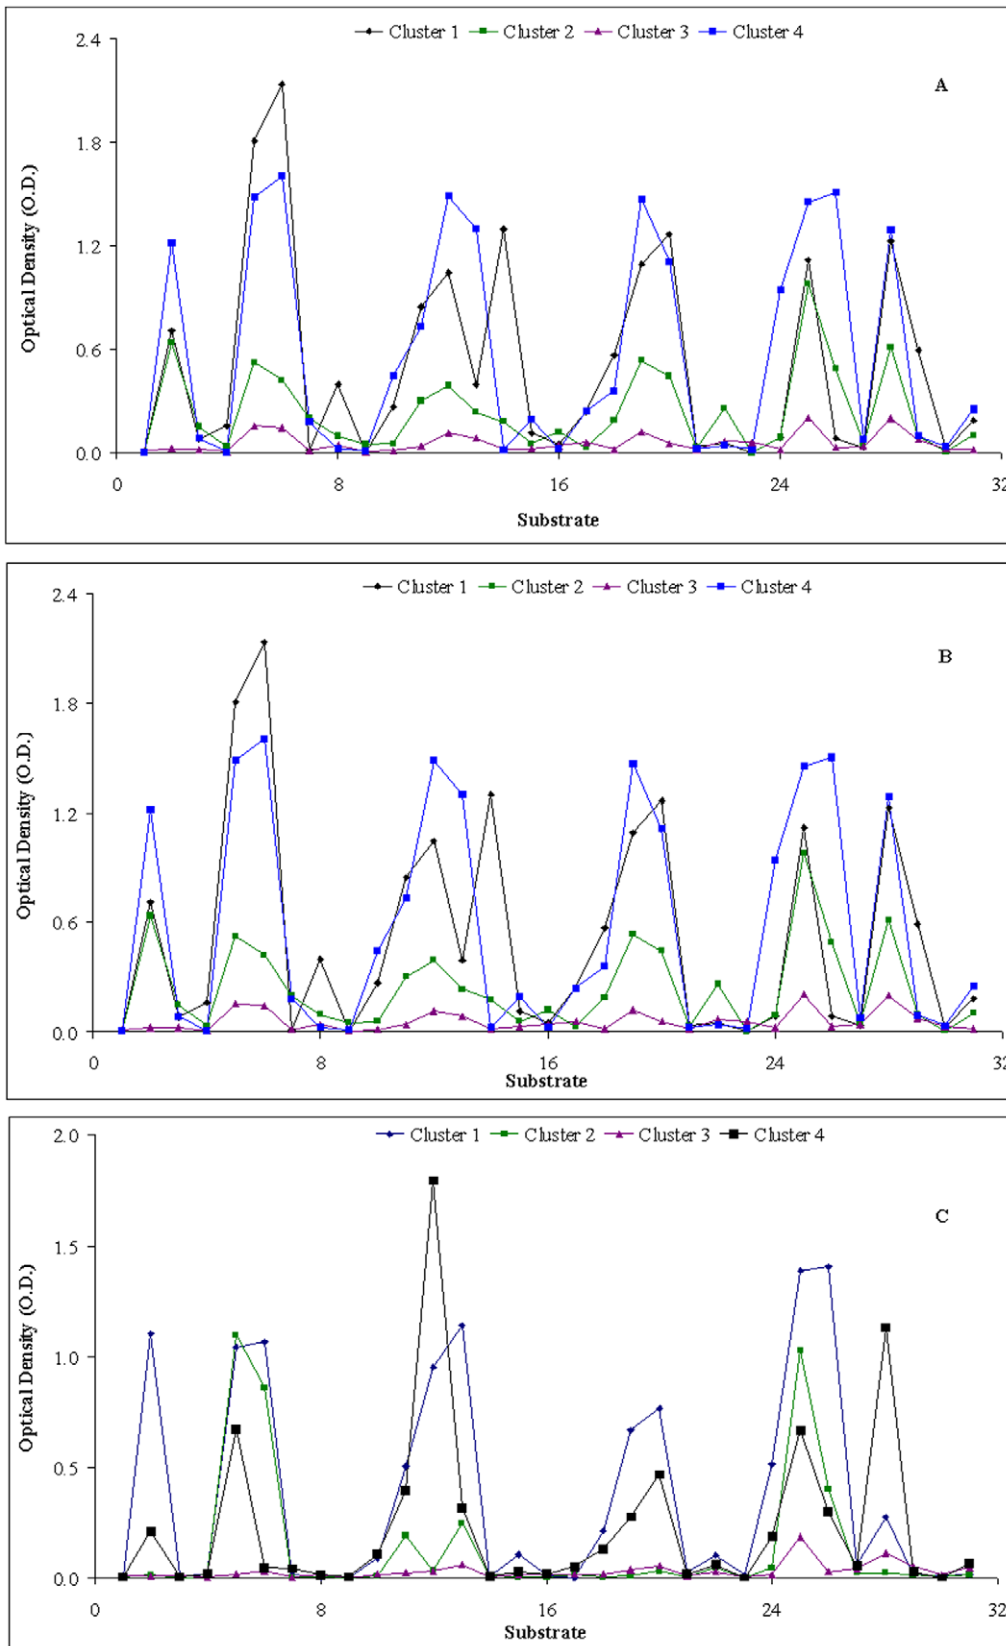 Cluster 1 Cluster 2 Cluster 3 Cluster 4
2.4
A
1.8
1.2
0.6
0.0
Optical Density (O.D.)
0 8 16 24 32
Substrate
Cluster 1 Cluster 2 Cluster 3 Cluster 4
2.4
B
1.8
1.2
0.6
0.0
Optical Density (O.D.)
0 8 16 24 32
Substrate
Cluster 1 Cluster 2 Cluster 3 Cluster 4
2.0
C
1.5
1.0
0.5
0.0
Optical Density (O.D.)
0 8 16 24 32
Substrate